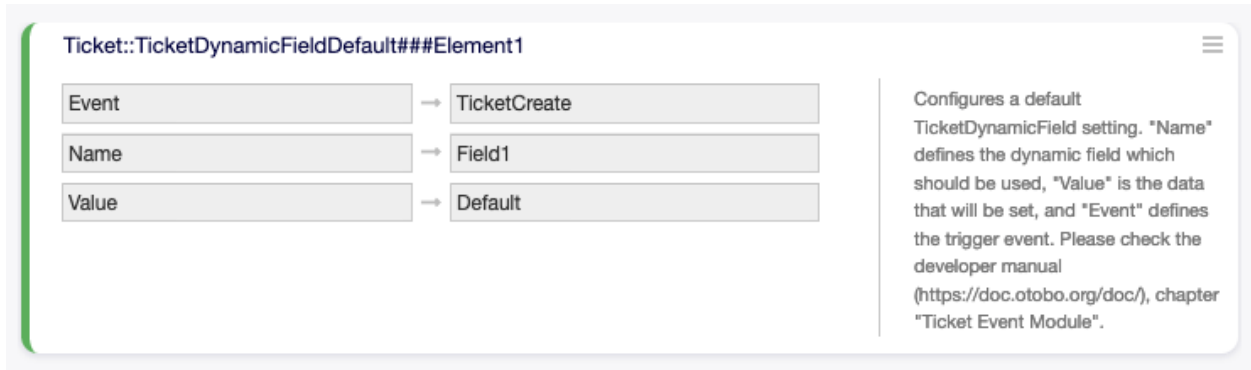 Ticket::TicketDynamicFieldDefault###Element1
Event → TicketCreate
Name → Field1
Value → Default
Configures a default
TicketDynamicField setting. "Name"
defines the dynamic field which
should be used, "Value" is the data
that will be set, and "Event" defines
the trigger event. Please check the
developer manual
(https://doc.otobo.org/doc/), chapter
"Ticket Event Module".